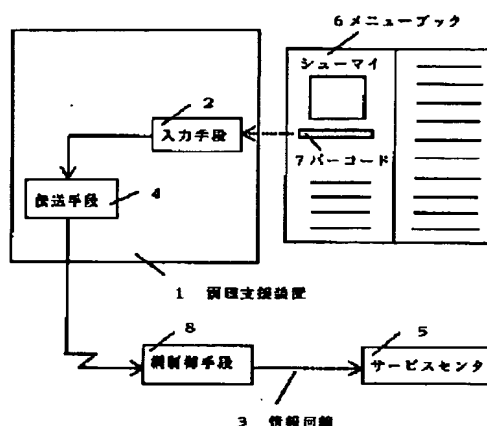 6メニューブック
シューマイ
2
入力手段
7バーコード
伝送手段
4
1 調理支援装置
8
網制御手段
5
サービスセンタ
3 情報回線